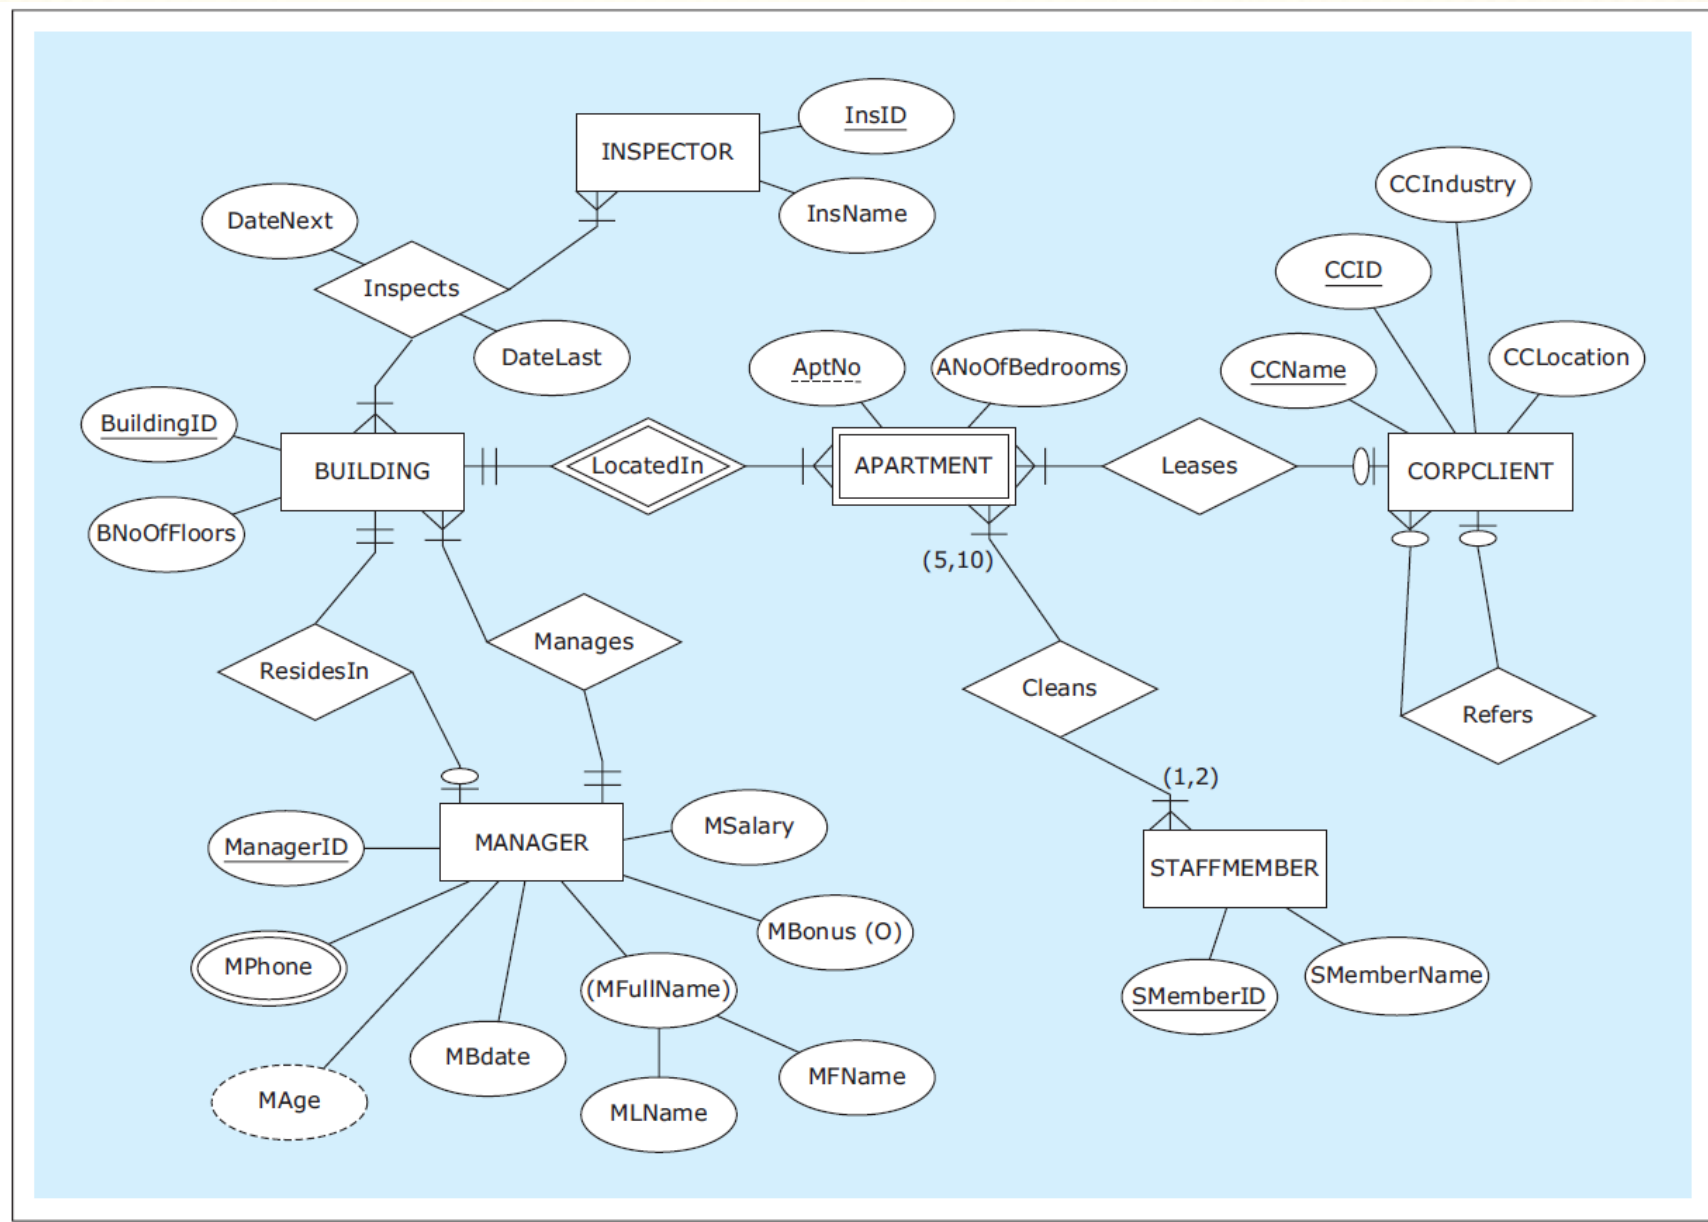 InsID
INSPECTOR
CCIndustry
InsName
DateNext
CCID
Inspects
DateLast
AptNo
ANoOfBedrooms
CCName
CCLocation
BuildingID
BUILDING
LocatedIn
APARTMENT
Leases
CORPCLIENT
BNoOfFloors
(5,10)
Manages
ResidesIn
Cleans
Refers
(1,2)
MSalary
ManagerID
MANAGER
STAFFMEMBER
MBonus (O)
MPhone
(MFullName)
SMemberID
SMemberName
MBdate
MFName
MAge
MLName